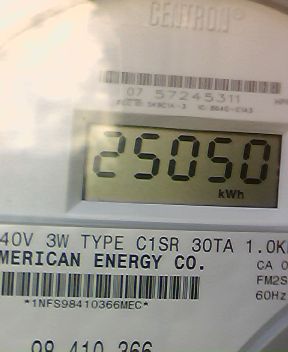 CENTRON®
07 57245311
25050
kWh
40V 3W TYPE C1SR 30TA 1.0K
MERICAN ENERGY CO.
CA 0
FM2S
60Hz
*1NFS98410366MEC*
98 410 366